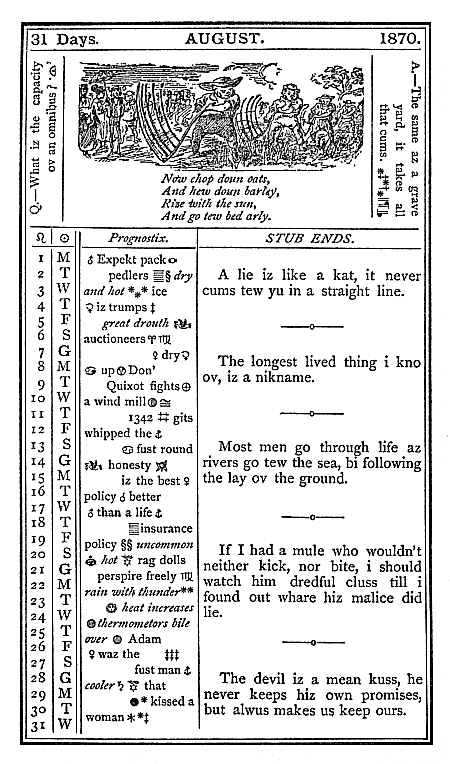 31 Days. AUGUST. 1870.
Q.—What iz the capacity
ov an omnibus?
A.—The same az a grave
yard, it takes all
that cums.
Now chop doun oats,
And hew doun barley,
Rize with the sun,
And go tew bed arly.
♌ ☉ Prognostix.
1 M ♂ Expekt pack
2 T pedlers § dry
3 W and hot *** ice
4 T ♀ iz trumps ‡
5 F great drouth
6 S auctioneers ♈ ♍
7 G ♀ dry
8 M up Don'
9 T Quixot fights
10 W a wind mill
11 T 1342 gits
12 F whipped the
13 S fust round
14 G honesty
15 M iz the best ♀
16 T policy ♂ better
17 W ♂ than a life
18 T insurance
19 F policy §§ uncommon
20 S hot rag dolls
21 G perspire freely ♍
22 M rain with thunder**
23 T heat increases
24 W thermometors bile
25 T over Adam
26 F ♀ waz the ‡‡‡
27 S fust man
28 G cooler that
29 M * kissed a
30 T woman **‡
31 W
STUB ENDS.
A lie iz like a kat, it never
cums tew yu in a straight line.
The longest lived thing i kno
ov, iz a nikname.
Most men go through life az
rivers go tew the sea, bi following
the lay ov the ground.
If I had a mule who wouldn't
neither kick, nor bite, i should
watch him dredful cluss till i
found out whare hiz malice did
lie.
The devil iz a mean kuss, he
never keeps hiz own promises,
but alwus makes us keep ours.